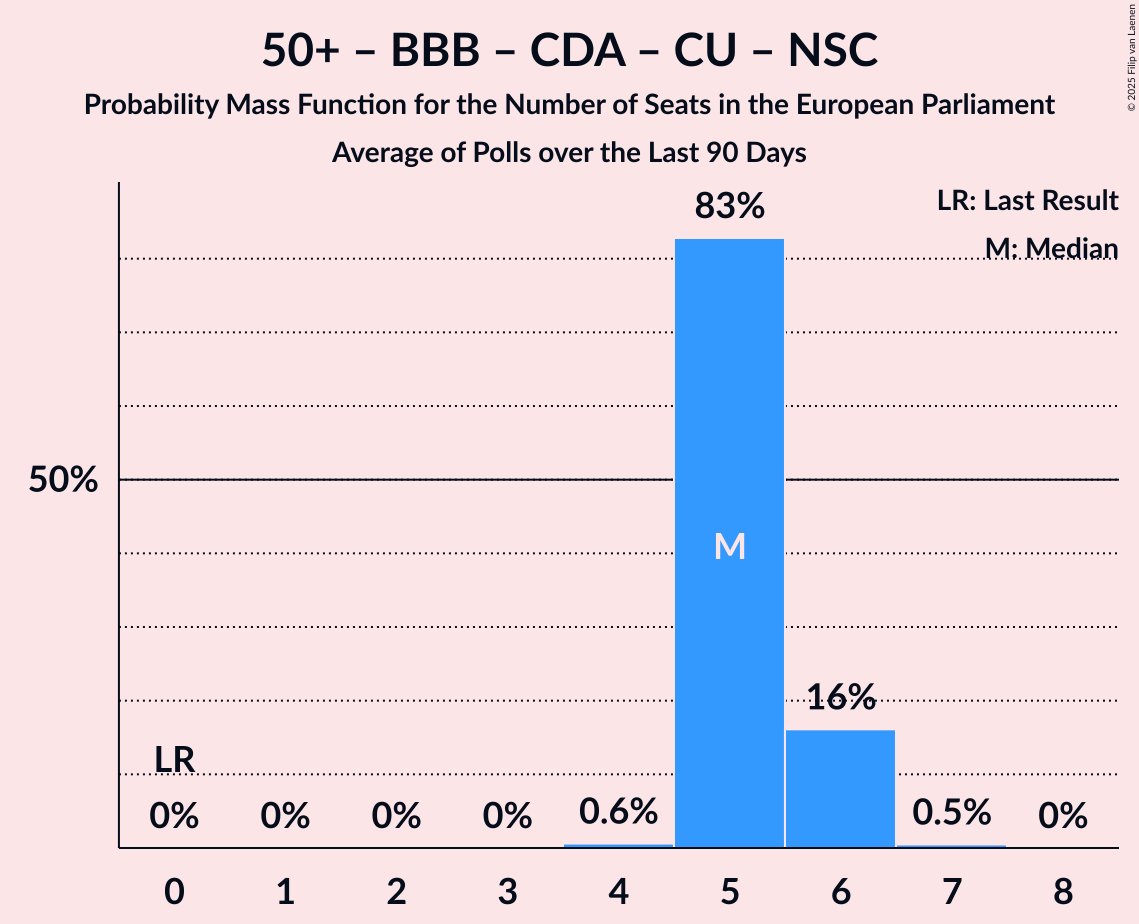 50+ – BBB – CDA – CU – NSC
Probability Mass Function for the Number of Seats in the European Parliament
Average of Polls over the Last 90 Days
© 2025 Filip van Laenen
LR: Last Result
M: Median
83%
50%
M
16%
LR
0% 0% 0% 0% 0.6% 0.5% 0%
0 1 2 3 4 5 6 7 8